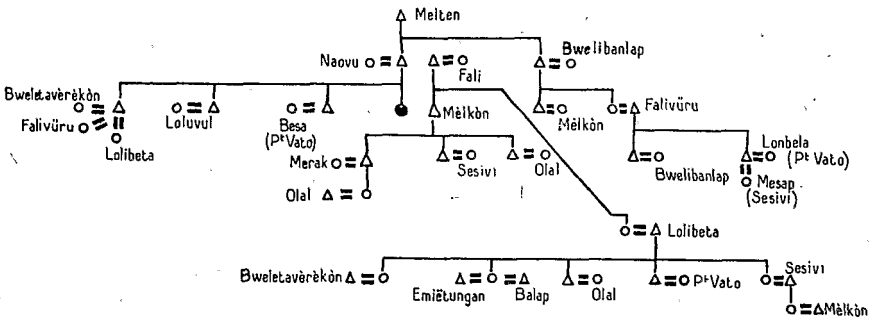 Melten
Bwelibanlap
Naovu
Fali
Bweletavèrèkòn
Loluvul
Besa
(Pᵗ Vato)
Mèlkòn
Mèlkòn
Falivüru
Falivüru
Lolibeta
Merak
Sesivi
Olal
Bwelibanlap
Lonbela
(Pᵗ Vato)
Mesap
(Sesivi)
Olal
Lolibeta
Bweletavèrèkòn
Emiëtungan
Balap
Olal
Pᵗ Vato
Sesivi
Mèlkòn